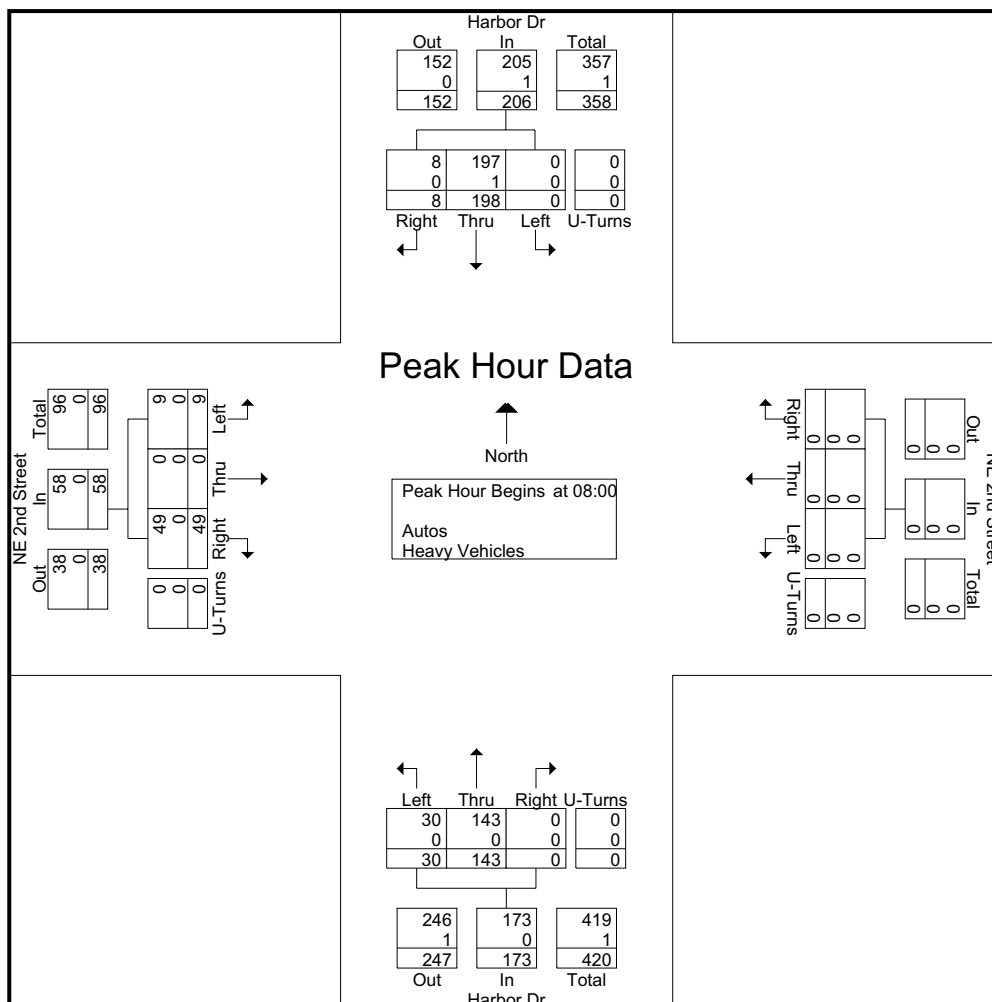 Harbor Dr
Out In Total
152 205 357
0 1 1
152 206 358
8 197 0 0
0 1 0 0
8 198 0 0
Right Thru Left U-Turns
Peak Hour Data
North
Peak Hour Begins at 08:00
Autos
Heavy Vehicles
NE 2nd Street
Total In Out
96 58 38
0 0 0
96 58 38
9 0 49 0
0 0 0 0
9 0 49 0
Left Thru Right U-Turns
NE 2nd Street
Out In Total
0 0 0
0 0 0
0 0 0
Right Thru Left U-Turns
0 0 0 0
0 0 0 0
0 0 0 0
Left Thru Right U-Turns
30 143 0 0
0 0 0 0
30 143 0 0
246 173 419
1 0 1
247 173 420
Out In Total
Harbor Dr